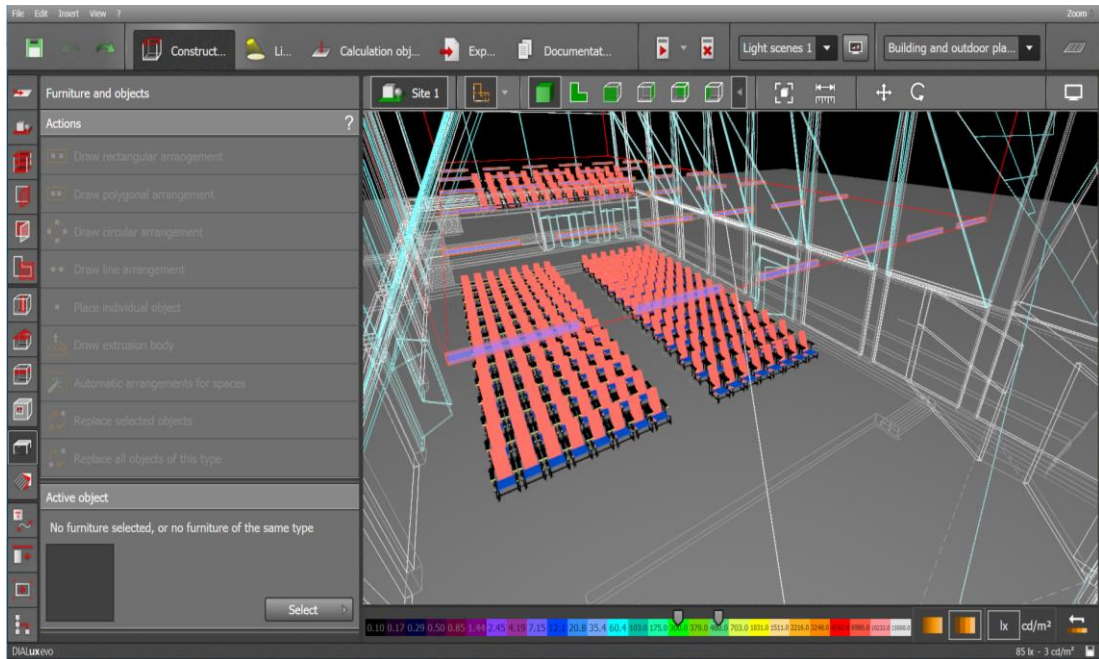 File Edit Insert View ? Zoom
Construct... Li... Calculation obj... Exp... Documentat... Light scenes 1 Building and outdoor pla...
Furniture and objects
Site 1
Actions ?
Draw rectangular arrangement
Draw polygonal arrangement
Draw circular arrangement
Draw line arrangement
Place individual object
Draw extrusion body
Automatic arrangements for spaces
Replace selected objects
Replace all objects of this type
Active object
No furniture selected, or no furniture of the same type
Select
0.10 0.17 0.29 0.50 0.85 1.44 2.45 4.19 7.15 12.2 20.8 35.4 60.4 103.0 175.0 300.0 379.0 480.0 703.0 1031.0 1511.0 2216.0 3248.0 4980.0 10232.0 15000.0
lx cd/m²
DIALux evo 85 lx - 3 cd/m²